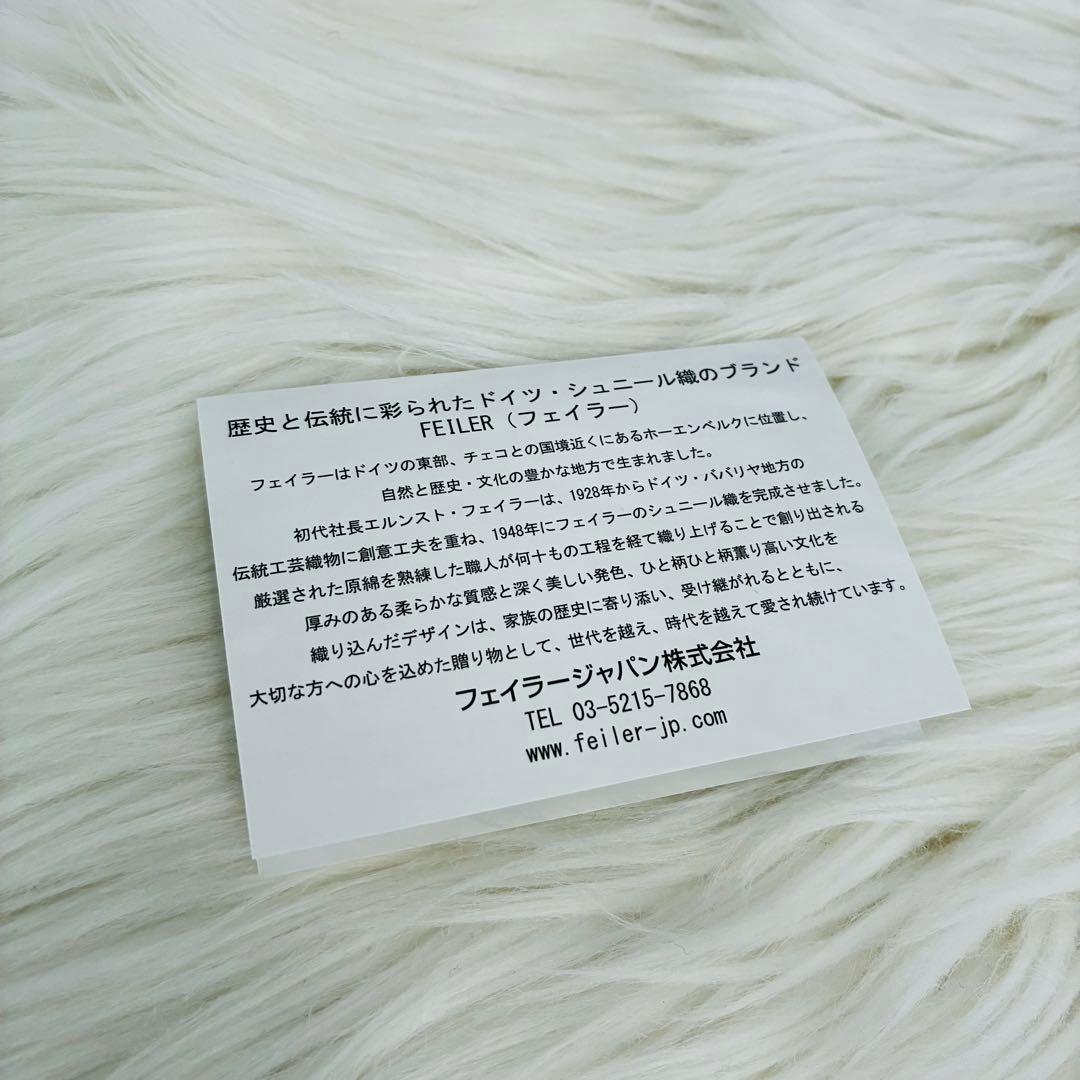 歴史と伝統に彩られたドイツ・シュニール織のブランド
FEILER（フェイラー）
フェイラーはドイツの東部、チェコとの国境近くにあるホーエンベルクに位置し、
自然と歴史・文化の豊かな地方で生まれました。
初代社長エルンスト・フェイラーは、1928年からドイツ・ババリヤ地方の
伝統工芸織物に創意工夫を重ね、1948年にフェイラーのシュニール織を完成させました。
厳選された原綿を熟練した職人が何十もの工程を経て織り上げることで創り出される
厚みのある柔らかな質感と深く美しい発色、ひと柄ひと柄薫り高い文化を
織り込んだデザインは、家族の歴史に寄り添い、受け継がれるとともに、
大切な方への心を込めた贈り物として、世代を越え、時代を越えて愛され続けています。
フェイラージャパン株式会社
TEL 03-5215-7868
www.feiler-jp.com